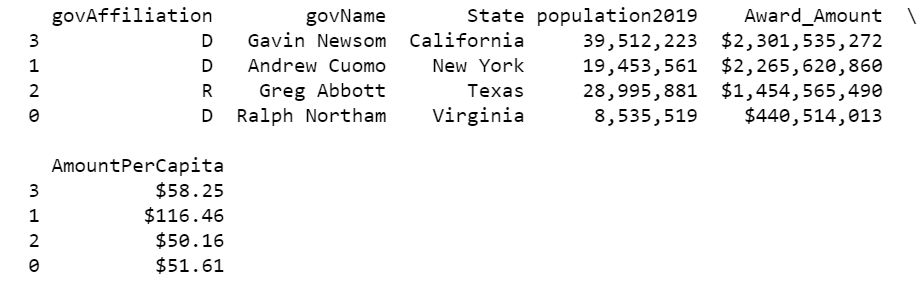 govAffiliation govName State population2019 Award_Amount \
3 D Gavin Newsom California 39,512,223 $2,301,535,272
1 D Andrew Cuomo New York 19,453,561 $2,265,620,860
2 R Greg Abbott Texas 28,995,881 $1,454,565,490
0 D Ralph Northam Virginia 8,535,519 $440,514,013
AmountPerCapita
3 $58.25
1 $116.46
2 $50.16
0 $51.61